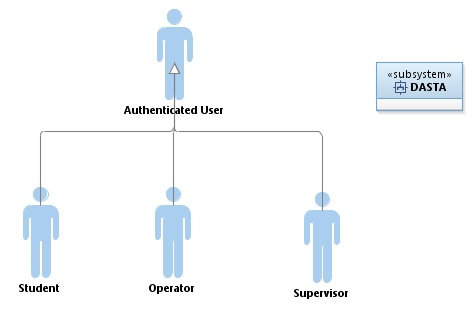 «subsystem»
DASTA
Authenticated User
Student
Operator
Supervisor